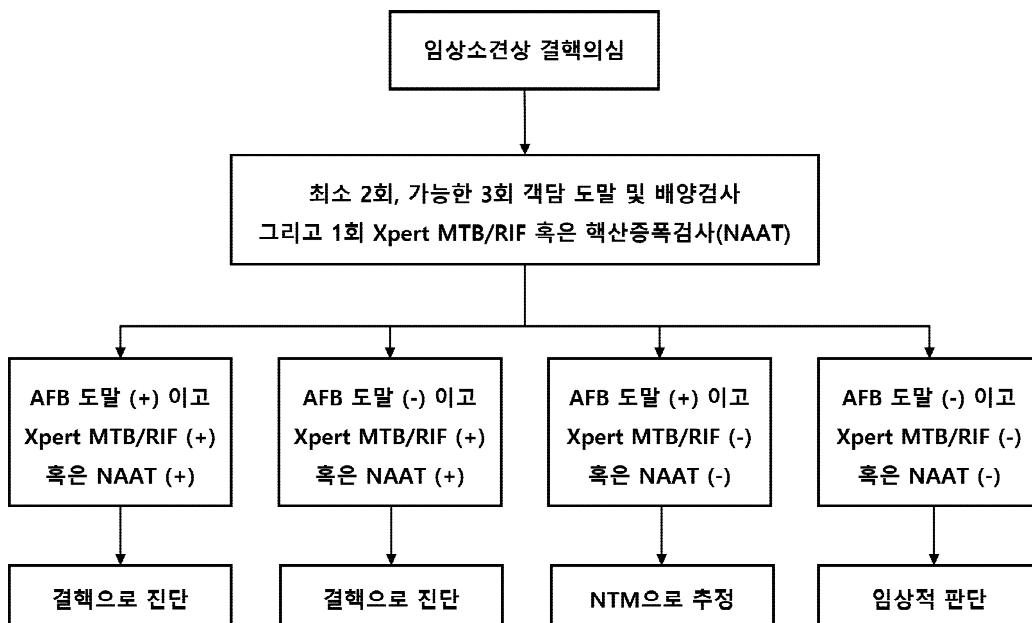 임상소견상 결핵의심
최소 2회, 가능한 3회 객담 도말 및 배양검사
그리고 1회 Xpert MTB/RIF 혹은 핵산증폭검사(NAAT)
AFB 도말 (+) 이고
Xpert MTB/RIF (+)
혹은 NAAT (+)
AFB 도말 (-) 이고
Xpert MTB/RIF (+)
혹은 NAAT (+)
AFB 도말 (+) 이고
Xpert MTB/RIF (-)
혹은 NAAT (-)
AFB 도말 (-) 이고
Xpert MTB/RIF (-)
혹은 NAAT (-)
결핵으로 진단
결핵으로 진단
NTM으로 추정
임상적 판단